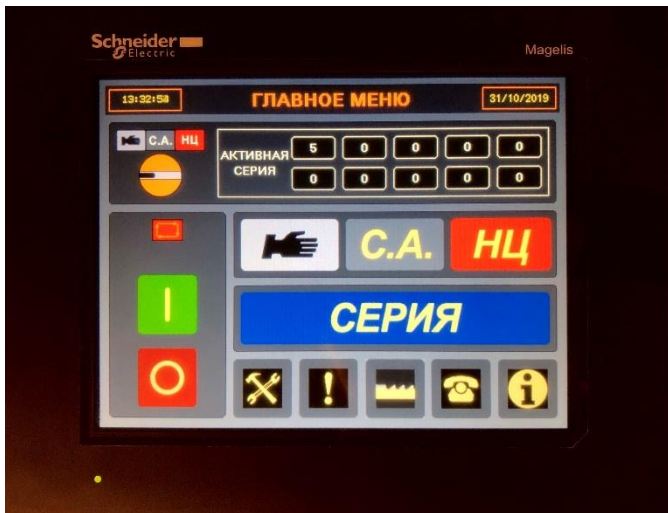 Schneider
Electric
Magelis
13:32:50
ГЛАВНОЕ МЕНЮ
31/10/2019
С.А. НЦ
АКТИВНАЯ
СЕРИЯ
5 0 0 0 0
0 0 0 0 0
С.А.
НЦ
СЕРИЯ